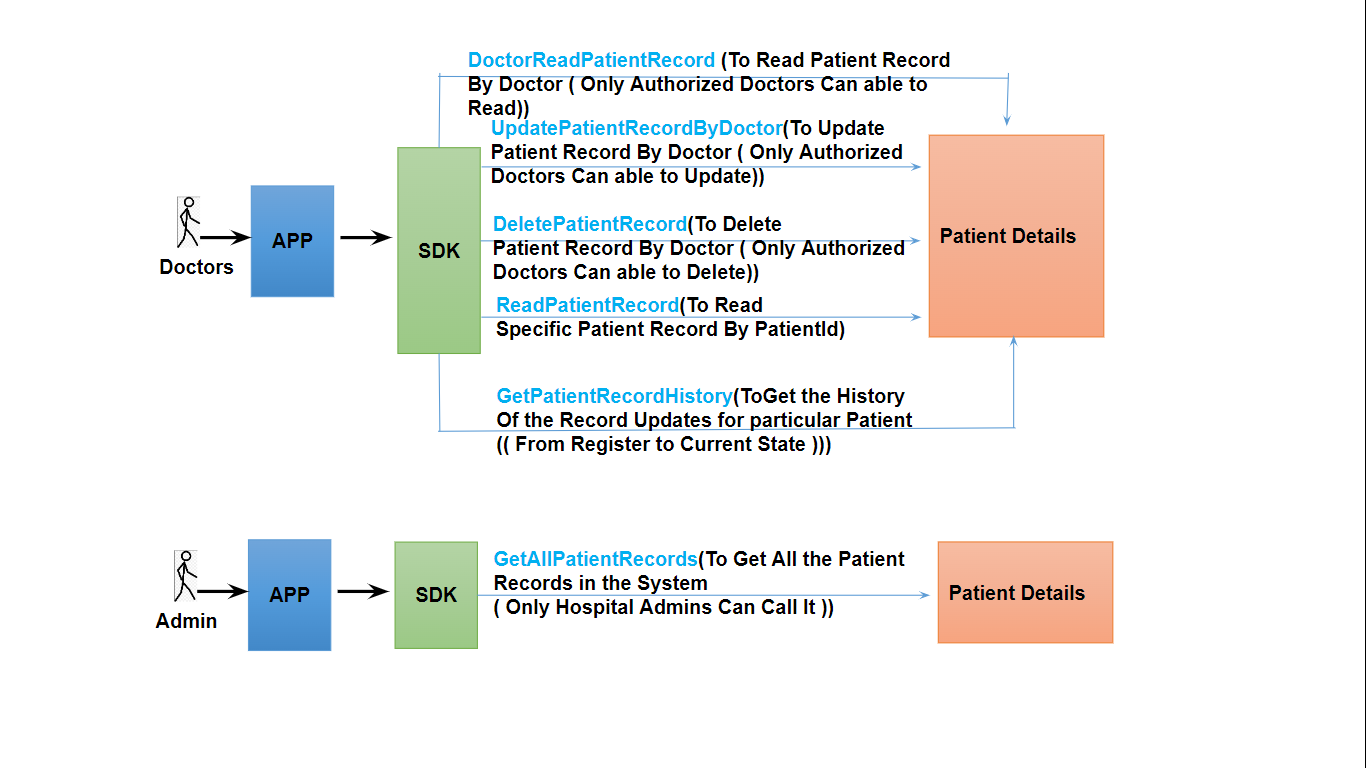 DoctorReadPatientRecord (To Read Patient Record
By Doctor ( Only Authorized Doctors Can able to
Read))
UpdatePatientRecordByDoctor(To Update
Patient Record By Doctor ( Only Authorized
Doctors Can able to Update))
Doctors
APP
SDK
DeletePatientRecord(To Delete
Patient Record By Doctor ( Only Authorized
Doctors Can able to Delete))
Patient Details
ReadPatientRecord(To Read
Specific Patient Record By PatientId)
GetPatientRecordHistory(ToGet the History
Of the Record Updates for particular Patient
(( From Register to Current State )))
Admin
APP
SDK
GetAllPatientRecords(To Get All the Patient
Records in the System
( Only Hospital Admins Can Call It ))
Patient Details